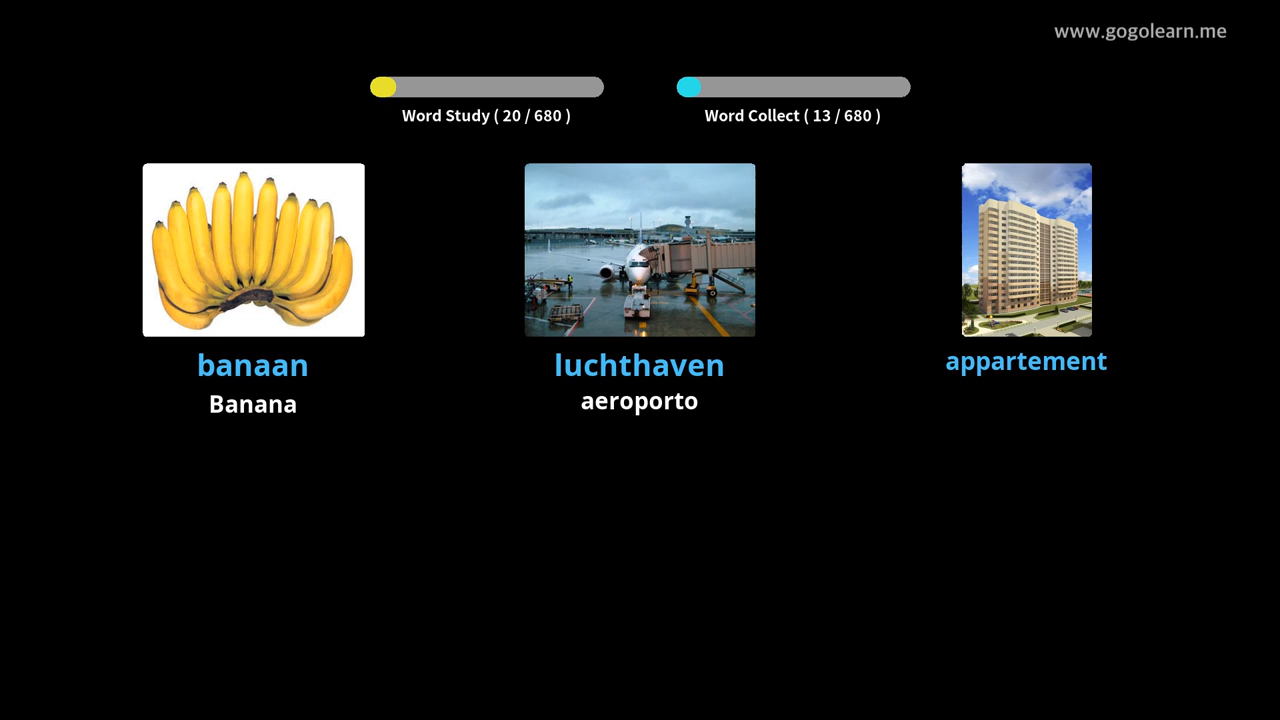 www.gogolearn.me
Word Study ( 20 / 680 )
Word Collect ( 13 / 680 )
banaan
Banana
luchthaven
aeroporto
appartement